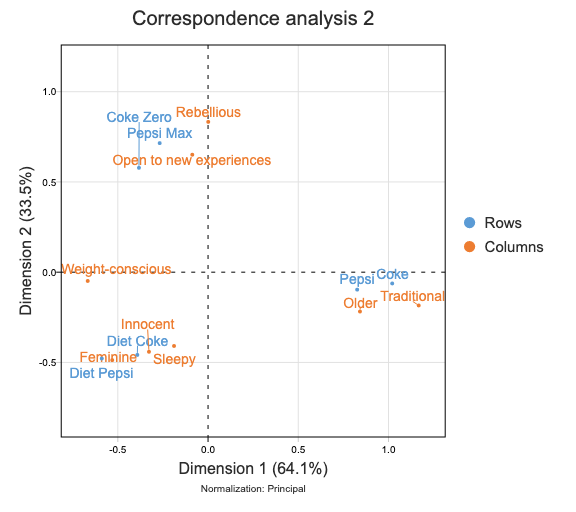 Correspondence analysis 2
Dimension 2 (33.5%)
1.0
0.5
0.0
-0.5
Rebellious
Coke Zero
Pepsi Max
Open to new experiences
Weight-conscious
Pepsi
Coke
Older
Traditional
Innocent
Diet Coke
Feminine
Sleepy
Diet Pepsi
Rows
Columns
-0.5 0.0 0.5 1.0
Dimension 1 (64.1%)
Normalization: Principal